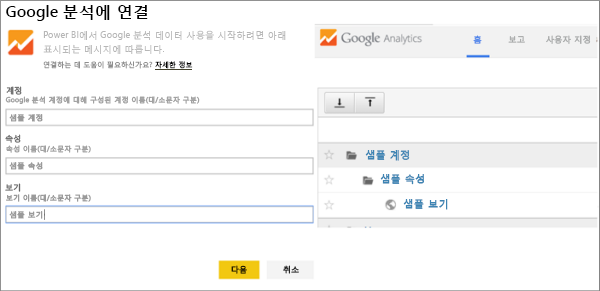 Google 분석에 연결
Power BI에서 Google 분석 데이터 사용을 시작하려면 아래
표시되는 메시지에 따릅니다.
연결하는 데 도움이 필요하신가요? 자세한 정보
계정
Google 분석 계정에 대해 구성된 계정 이름(대/소문자 구분)
샘플 계정
속성
속성 이름(대/소문자 구분)
샘플 속성
보기
보기 이름(대/소문자 구분)
샘플 보기
다음
취소
Google Analytics
홈
보고
사용자 지정
샘플 계정
샘플 속성
샘플 보기